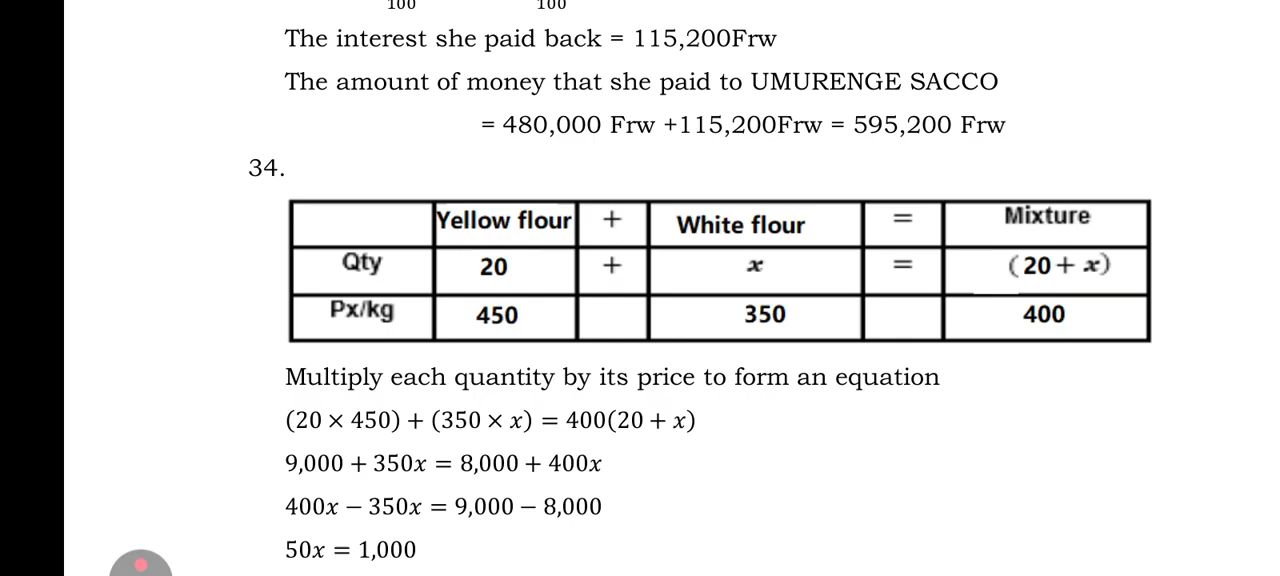 100 100
The interest she paid back = 115,200Frw
The amount of money that she paid to UMURENGE SACCO
= 480,000 Frw +115,200Frw = 595,200 Frw
34.
Yellow flour + White flour = Mixture
Qty 20 + x = (20 + x)
Px/kg 450 350 400
Multiply each quantity by its price to form an equation
(20 × 450) + (350 × x) = 400(20 + x)
9,000 + 350x = 8,000 + 400x
400x − 350x = 9,000 − 8,000
50x = 1,000